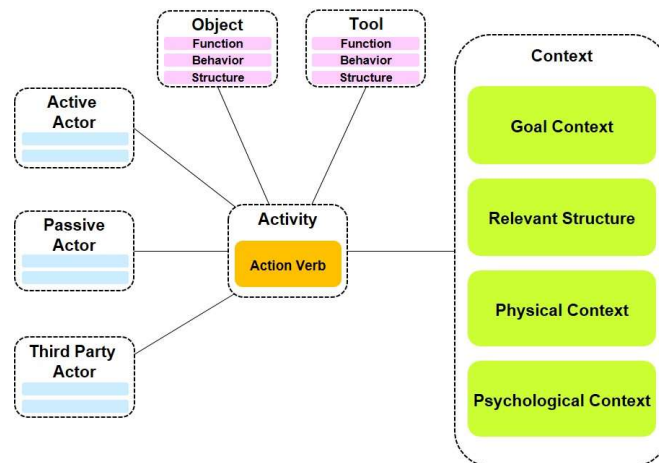 Object
Function
Behavior
Structure
Tool
Function
Behavior
Structure
Active
Actor
Passive
Actor
Third Party
Actor
Activity
Action Verb
Context
Goal Context
Relevant Structure
Physical Context
Psychological Context